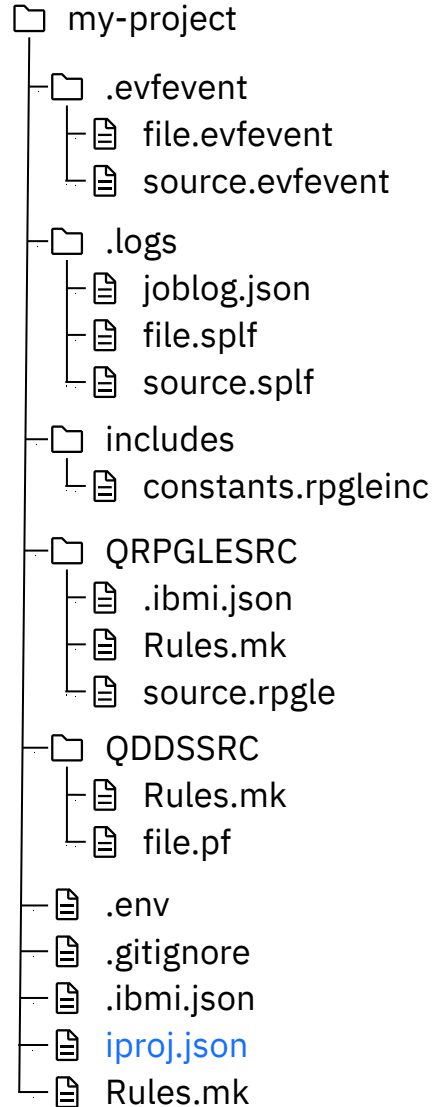 my-project
.evfevent
file.evfevent
source.evfevent
.logs
joblog.json
file.splf
source.splf
includes
constants.rpgleinc
QRPGLESRC
.ibmi.json
Rules.mk
source.rpgle
QDDSSRC
Rules.mk
file.pf
.env
.gitignore
.ibmi.json
iproj.json
Rules.mk